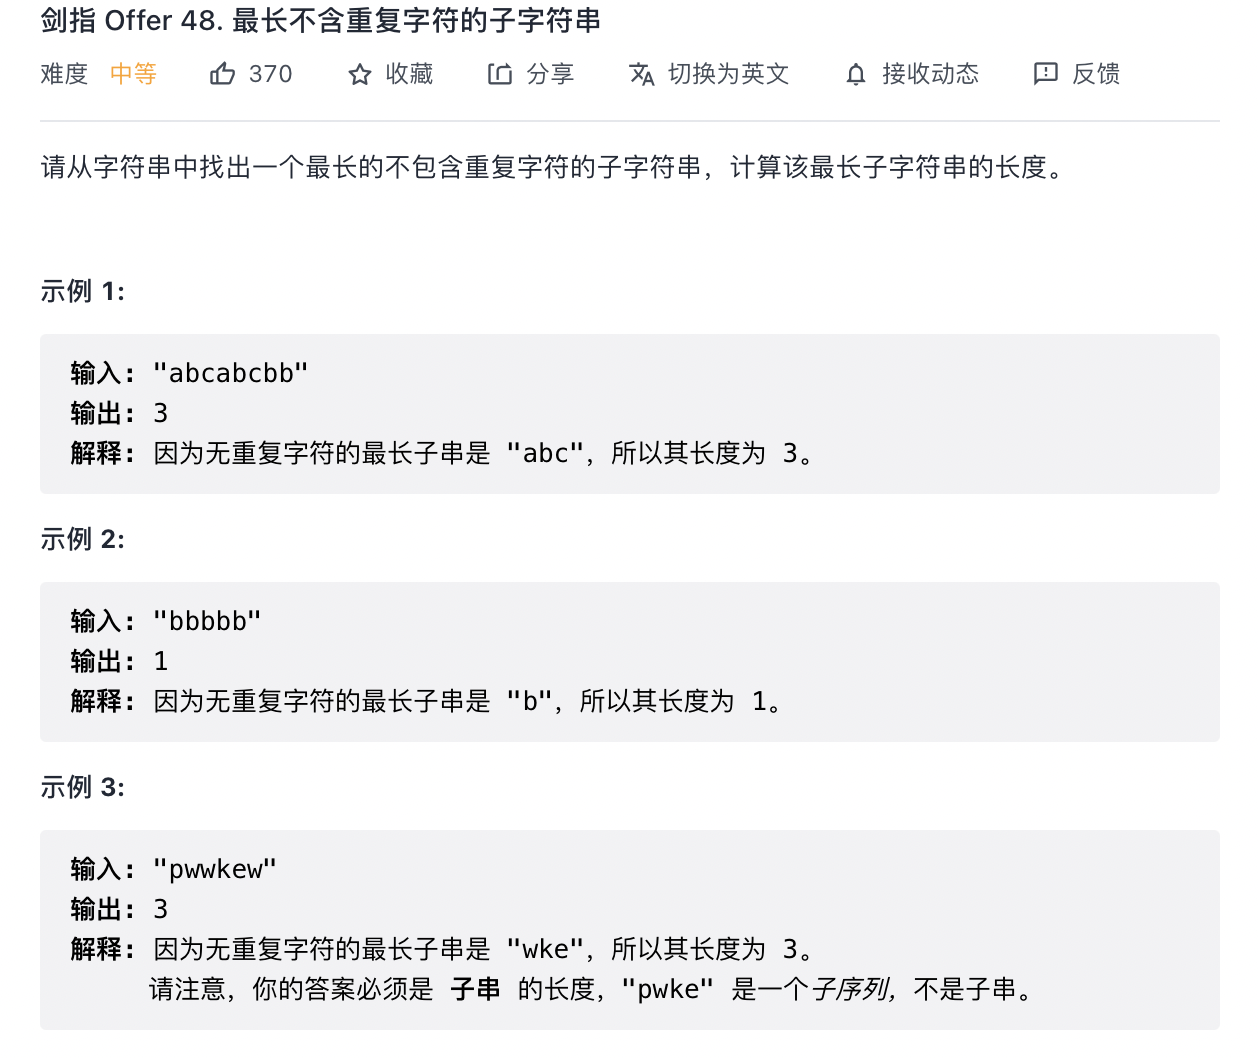 剑指 Offer 48. 最长不含重复字符的子字符串
难度 中等 370 收藏 分享 切换为英文 接收动态 反馈
请从字符串中找出一个最长的不包含重复字符的子字符串，计算该最长子字符串的长度。
示例 1:
输入: "abcabcbb"
输出: 3
解释: 因为无重复字符的最长子串是 "abc"，所以其长度为 3。
示例 2:
输入: "bbbbb"
输出: 1
解释: 因为无重复字符的最长子串是 "b"，所以其长度为 1。
示例 3:
输入: "pwwkew"
输出: 3
解释: 因为无重复字符的最长子串是 "wke"，所以其长度为 3。
请注意，你的答案必须是 子串 的长度，"pwke" 是一个子序列，不是子串。